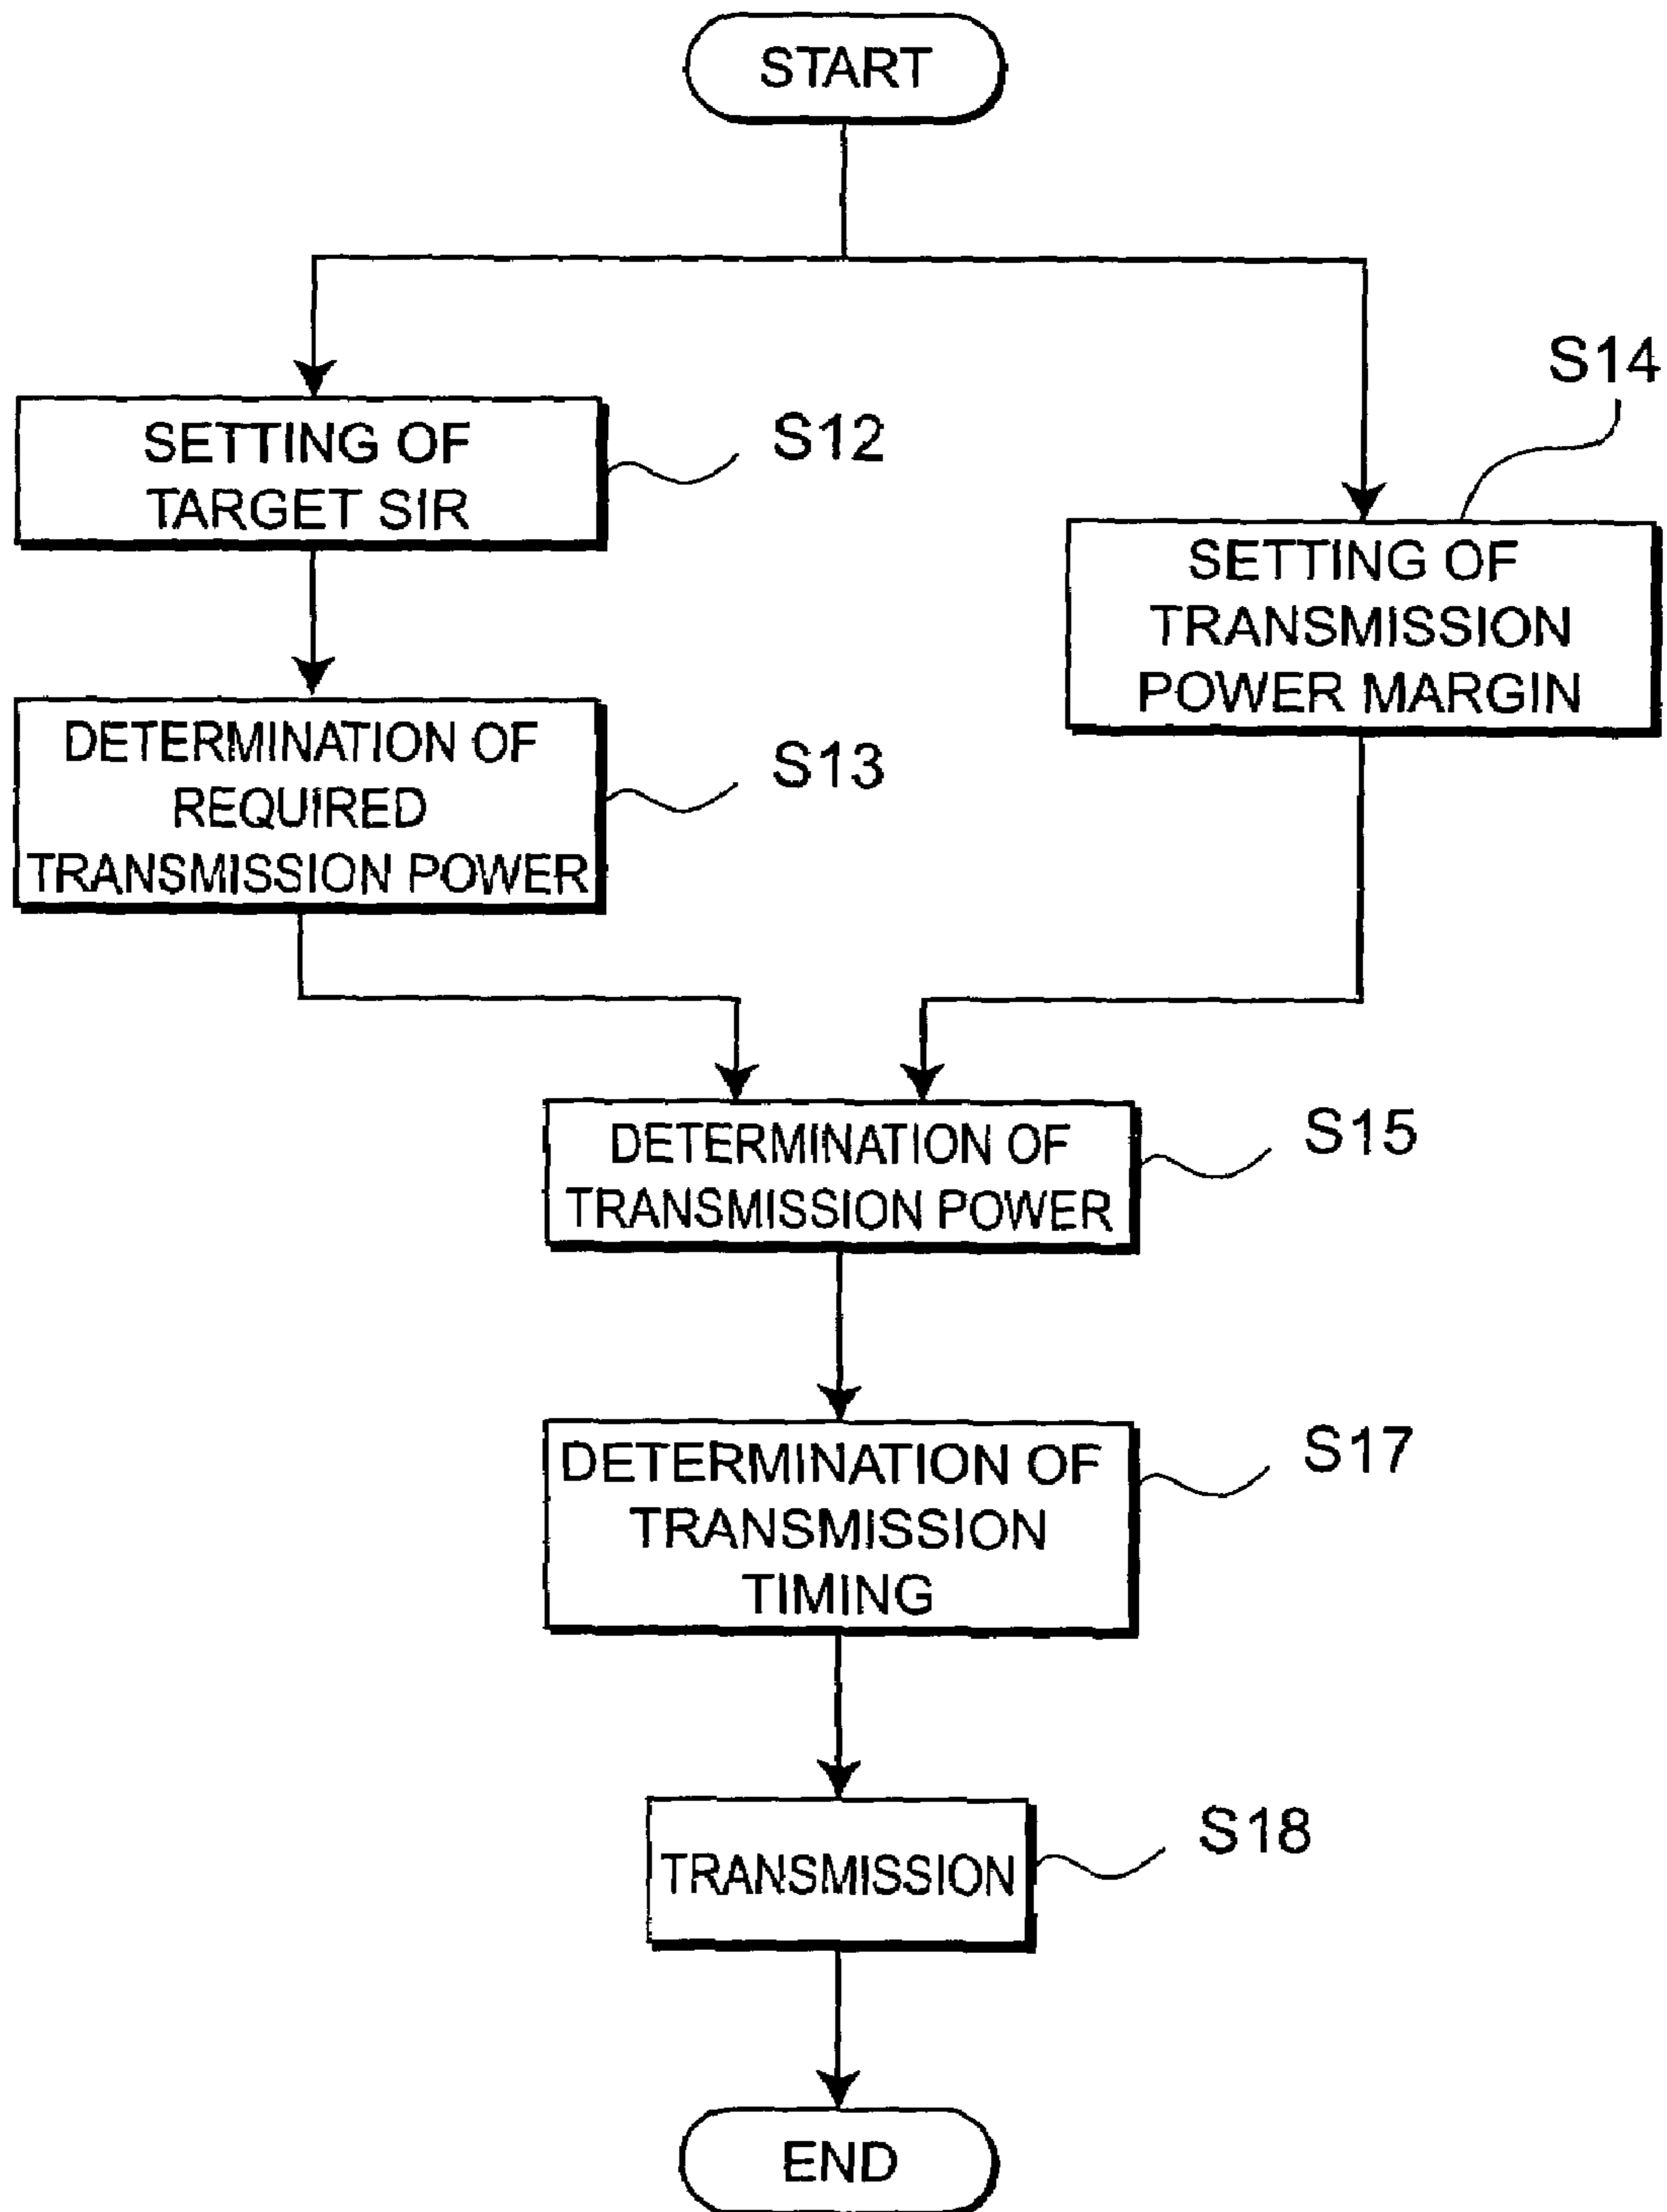 START
S14
SETTING OF
TARGET SIR
S12
SETTING OF
TRANSMISSION
POWER MARGIN
DETERMINATION OF
REQUIRED
TRANSMISSION POWER
S13
DETERMINATION OF
TRANSMISSION POWER
S15
DETERMINATION OF
TRANSMISSION
TIMING
S17
TRANSMISSION
S18
END